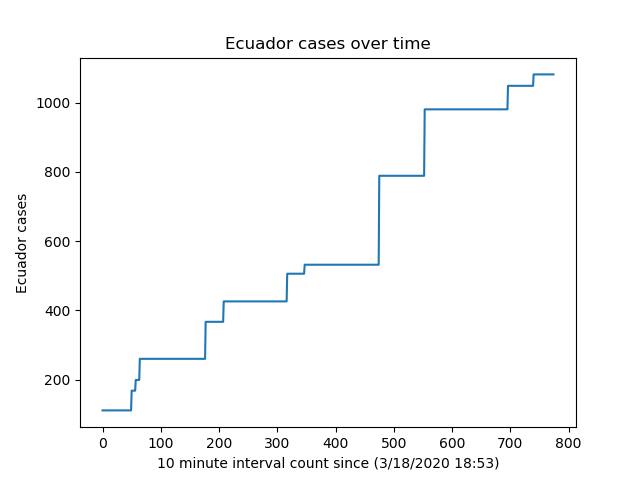 Ecuador cases over time
1000
800
600
400
200
Ecuador cases
0 100 200 300 400 500 600 700 800
10 minute interval count since (3/18/2020 18:53)